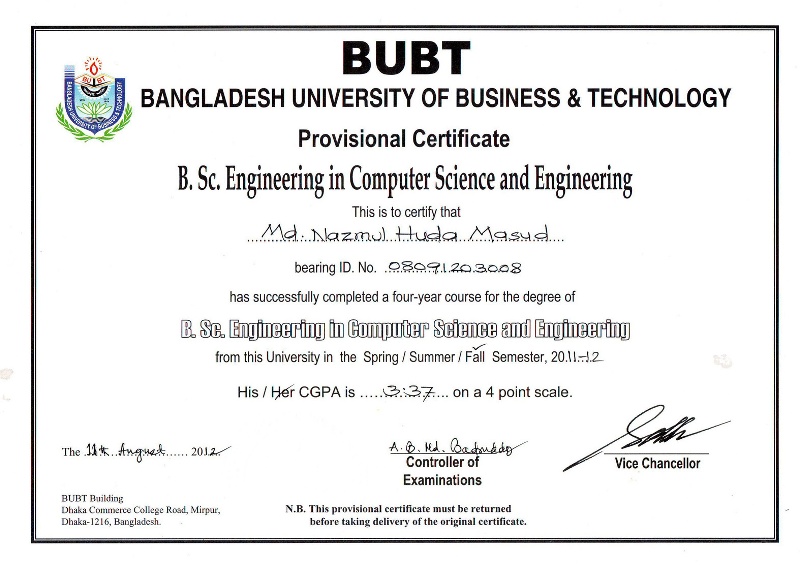 BUBT
BANGLADESH UNIVERSITY OF BUSINESS & TECHNOLOGY
Provisional Certificate
B. Sc. Engineering in Computer Science and Engineering
This is to certify that
Md. Nazmul Huda Masud
bearing ID. No. 08091203008
has successfully completed a four-year course for the degree of
B. Sc. Engineering in Computer Science and Engineering
from this University in the Spring / Summer / Fall Semester, 2011-12
His / Her CGPA is .....3.37... on a 4 point scale.
The 11th August 2012
A. B. Md.
Controller of
Examinations
Vice Chancellor
BUBT Building
Dhaka Commerce College Road, Mirpur,
Dhaka-1216, Bangladesh.
N.B. This provisional certificate must be returned
before taking delivery of the original certificate.